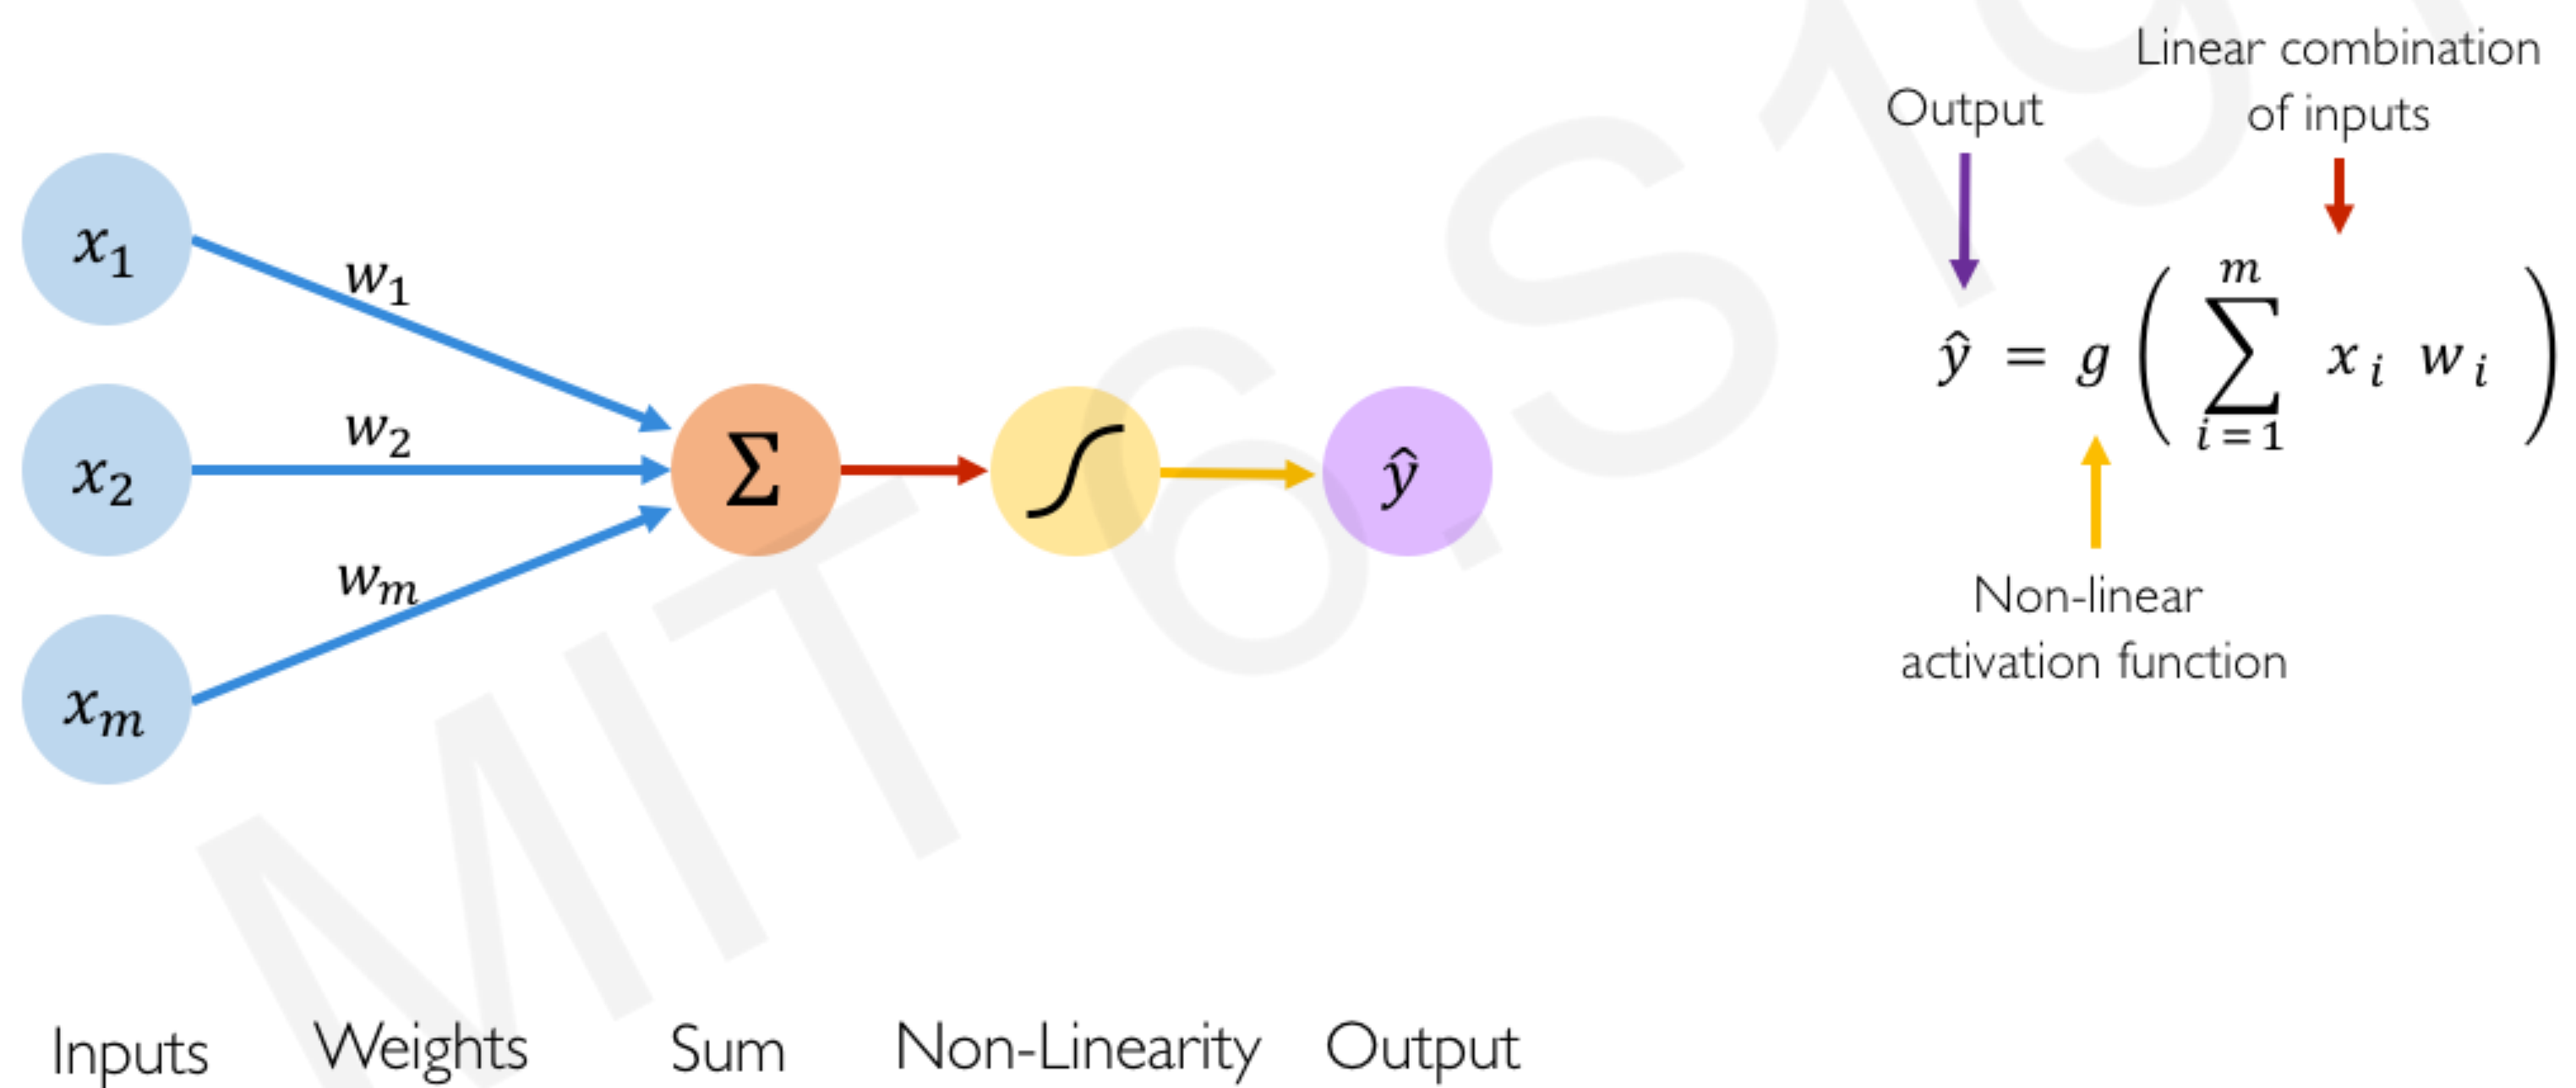 x₁
w₁
x₂
w₂
xₘ
wₘ
Σ
ŷ
Inputs
Weights
Sum
Non-Linearity
Output
Output
Linear combination
of inputs
ŷ = g ( ∑ᵢ₌₁ᵐ xᵢ wᵢ )
Non-linear
activation function
MIT 6.S191